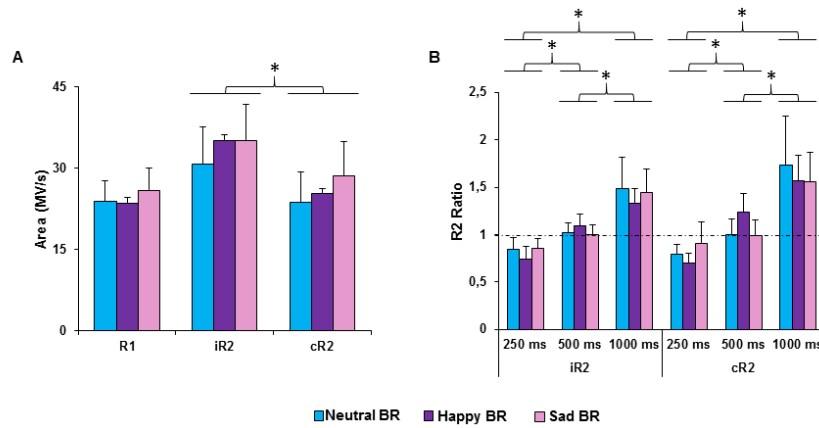 A
*
45
30
15
0
Area (MV/s)
R1 iR2 cR2
B
* *
* *
* *
2,5
2
1,5
1
0,5
0
R2 Ratio
250 ms 500 ms 1000 ms 250 ms 500 ms 1000 ms
iR2 cR2
Neutral BR Happy BR Sad BR